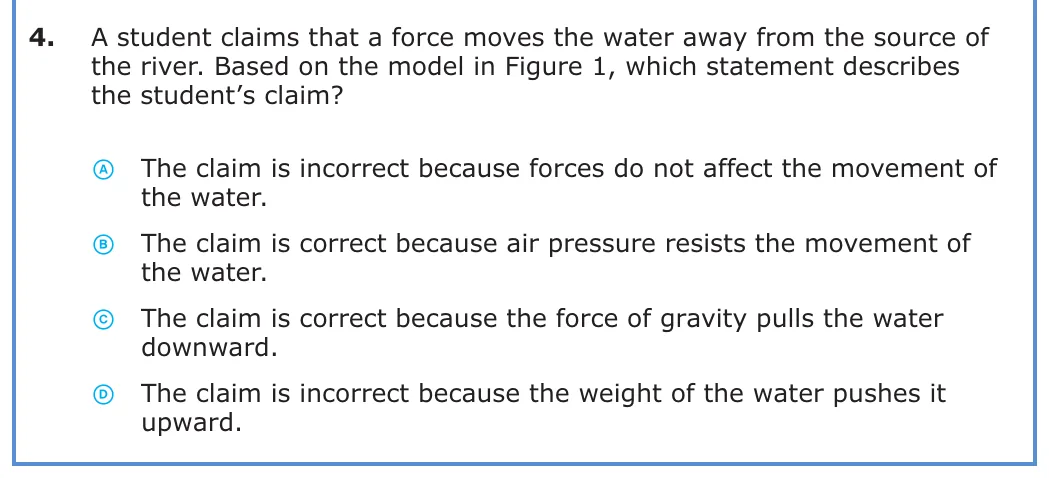 4. A student claims that a force moves the water away from the source of
the river. Based on the model in Figure 1, which statement describes
the student’s claim?
A The claim is incorrect because forces do not affect the movement of
the water.
B The claim is correct because air pressure resists the movement of
the water.
C The claim is correct because the force of gravity pulls the water
downward.
D The claim is incorrect because the weight of the water pushes it
upward.